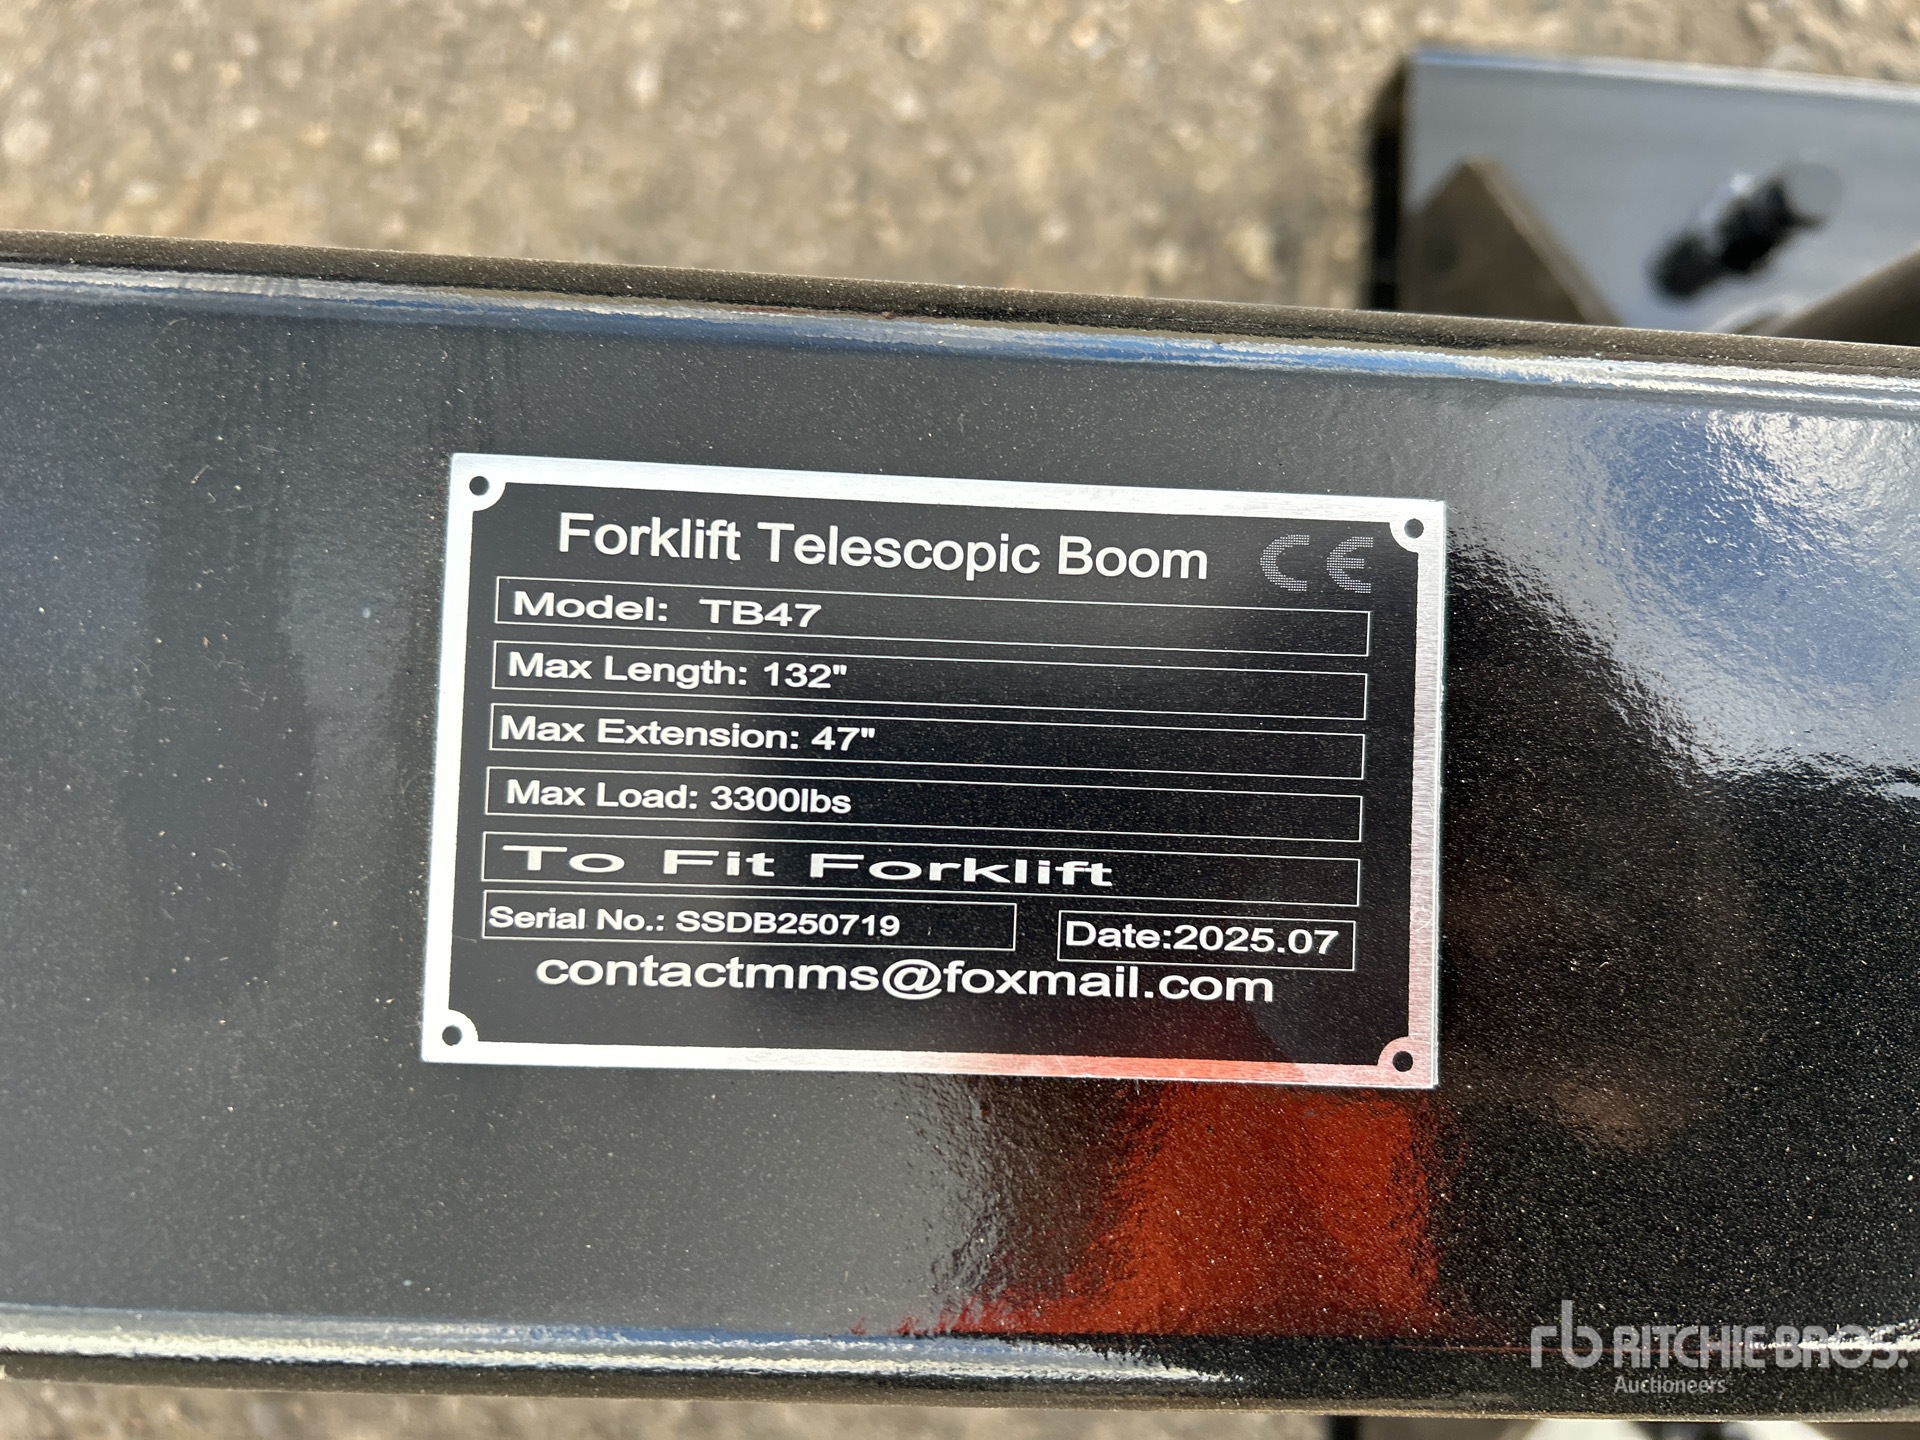 Forklift Telescopic Boom CE
Model: TB47
Max Length: 132"
Max Extension: 47"
Max Load: 3300lbs
To Fit Forklift
Serial No.: SSDB250719
Date:2025.07
contactmms@foxmail.com
rb RITCHIE BROS.
Auctioneers